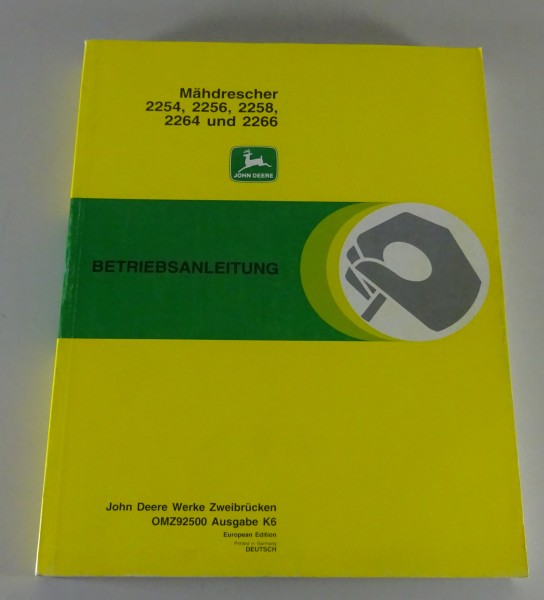 Mähdrescher
2254, 2256, 2258,
2264 und 2266
JOHN DEERE
BETRIEBSANLEITUNG
John Deere Werke Zweibrücken
OMZ92500 Ausgabe K6
European Edition
Printed in Germany
DEUTSCH